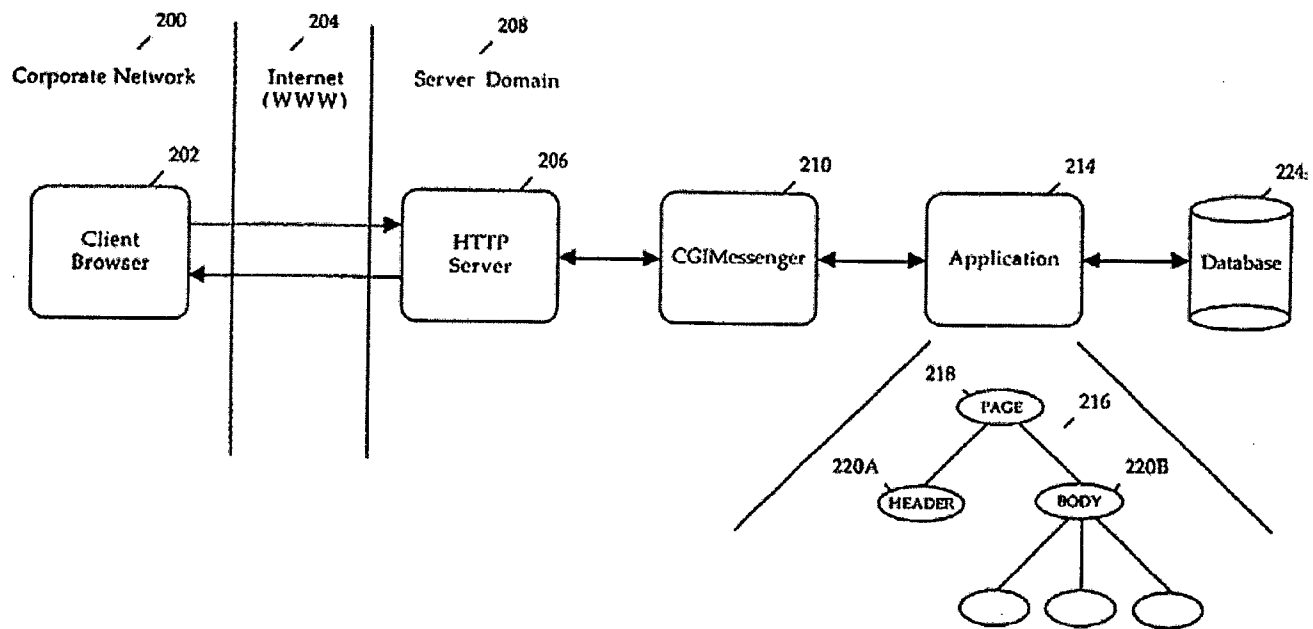 200
204
208
Corporate Network
Internet
(WWW)
Server Domain
202
206
210
214
224
Client
Browser
HTTP
Server
CGIMessenger
Application
Database
218
PAGE
216
220A
220B
HEADER
BODY